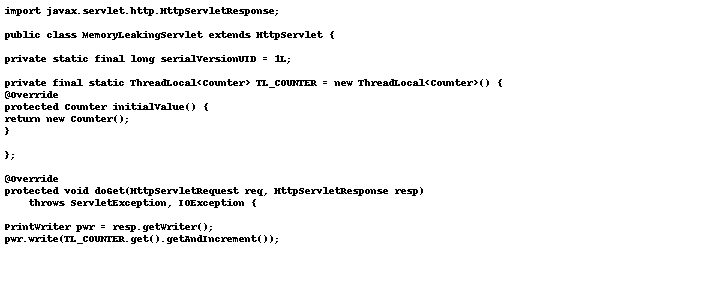 import javax.servlet.http.HttpServletResponse;
public class MemoryLeakingServlet extends HttpServlet {
private static final long serialVersionUID = 1L;
private final static ThreadLocal<Counter> TL_COUNTER = new ThreadLocal<Counter>() {
@Override
protected Counter initialValue() {
return new Counter();
}
};
@Override
protected void doGet(HttpServletRequest req, HttpServletResponse resp)
throws ServletException, IOException {
PrintWriter pwr = resp.getWriter();
pwr.write(TL_COUNTER.get().getAndIncrement());